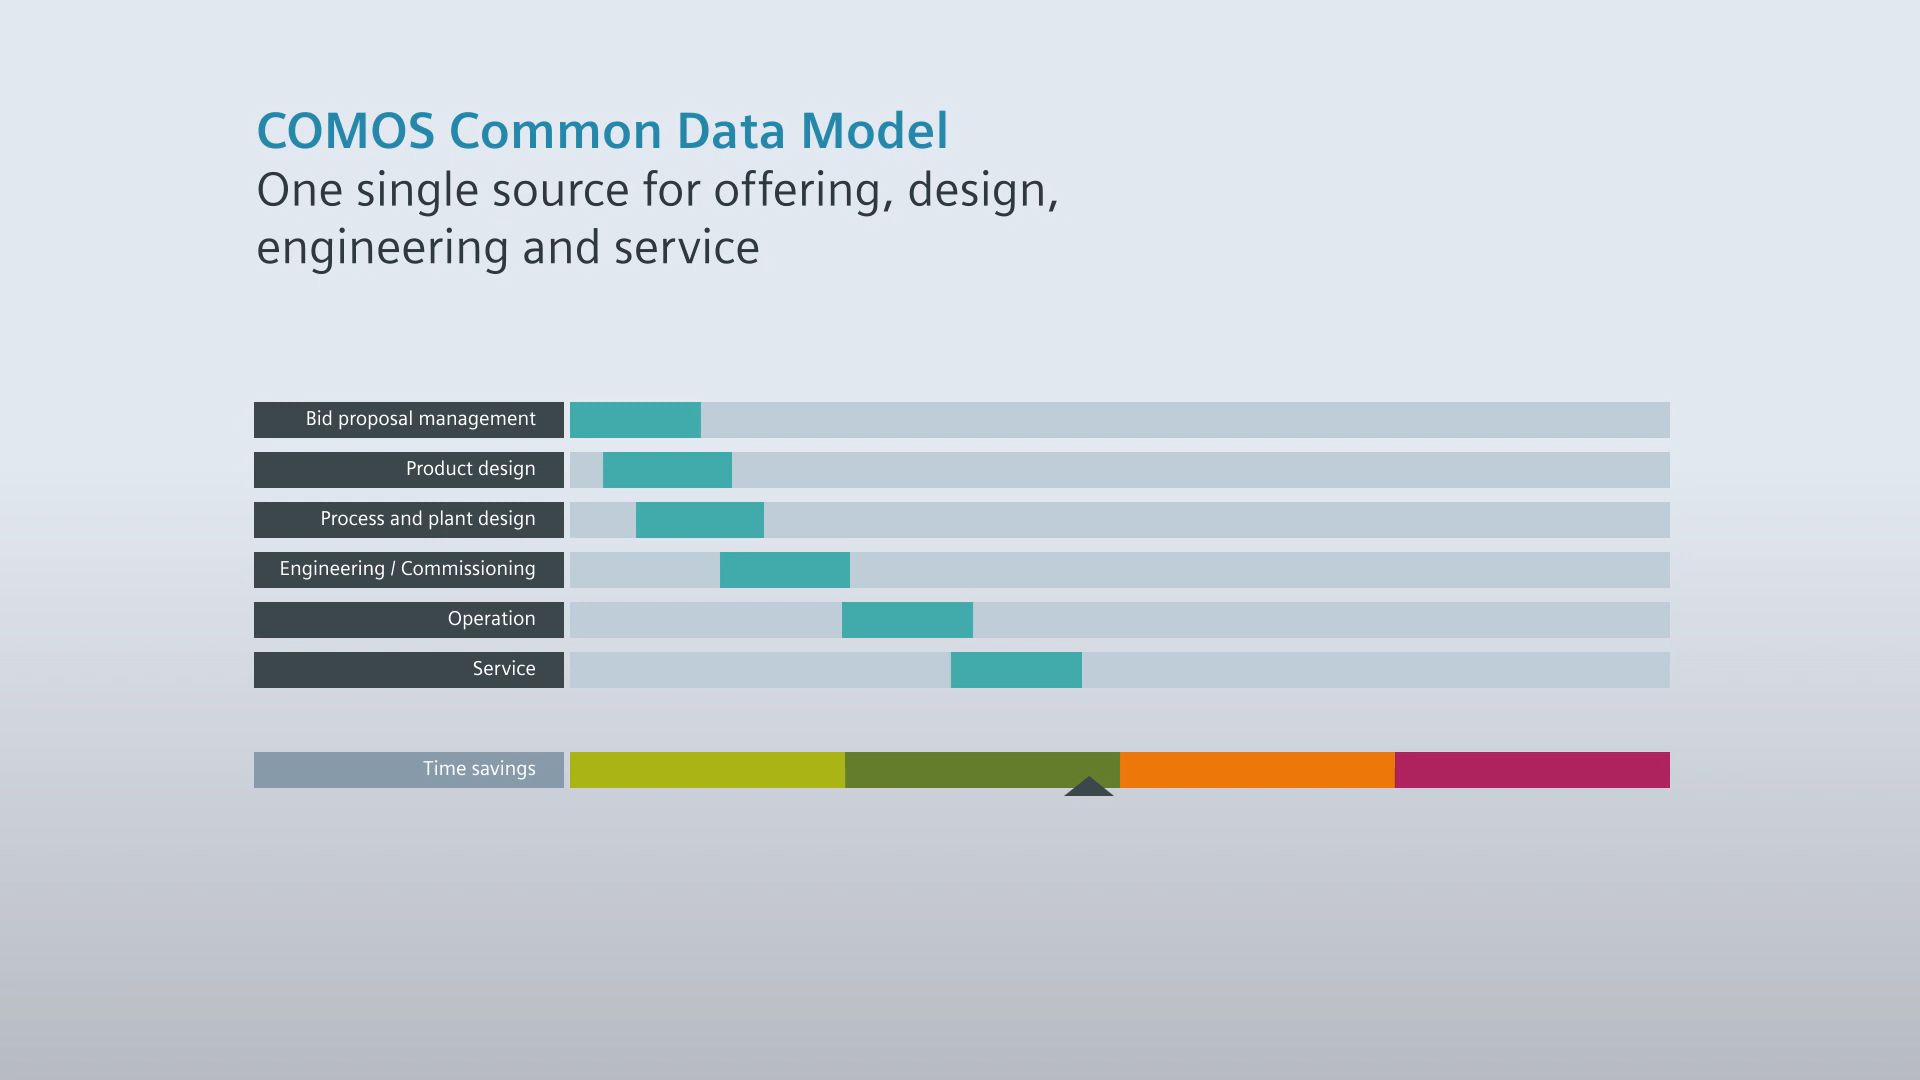 COMOS Common Data Model
One single source for offering, design,
engineering and service
Bid proposal management
Product design
Process and plant design
Engineering / Commissioning
Operation
Service
Time savings